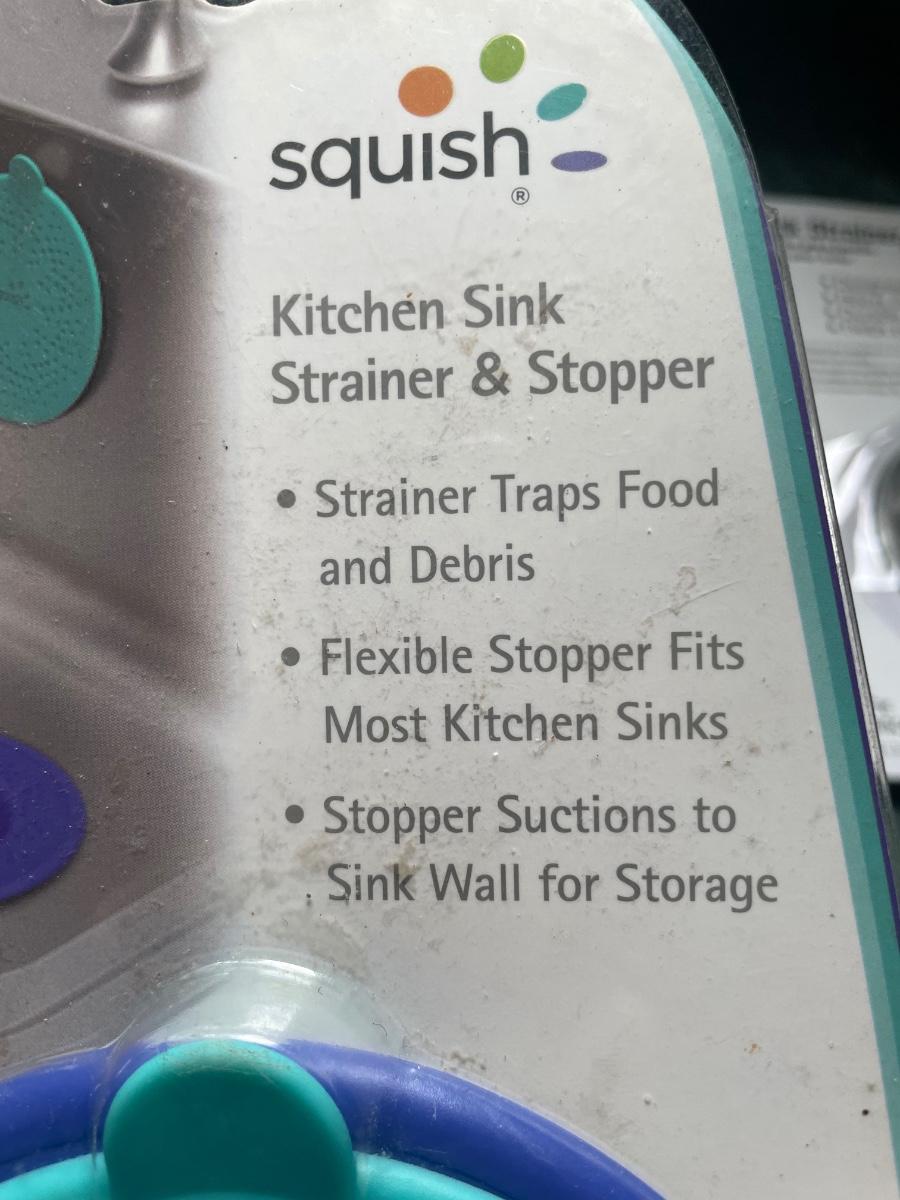 squish®
Kitchen Sink
Strainer & Stopper
• Strainer Traps Food
and Debris
• Flexible Stopper Fits
Most Kitchen Sinks
• Stopper Suctions to
Sink Wall for Storage